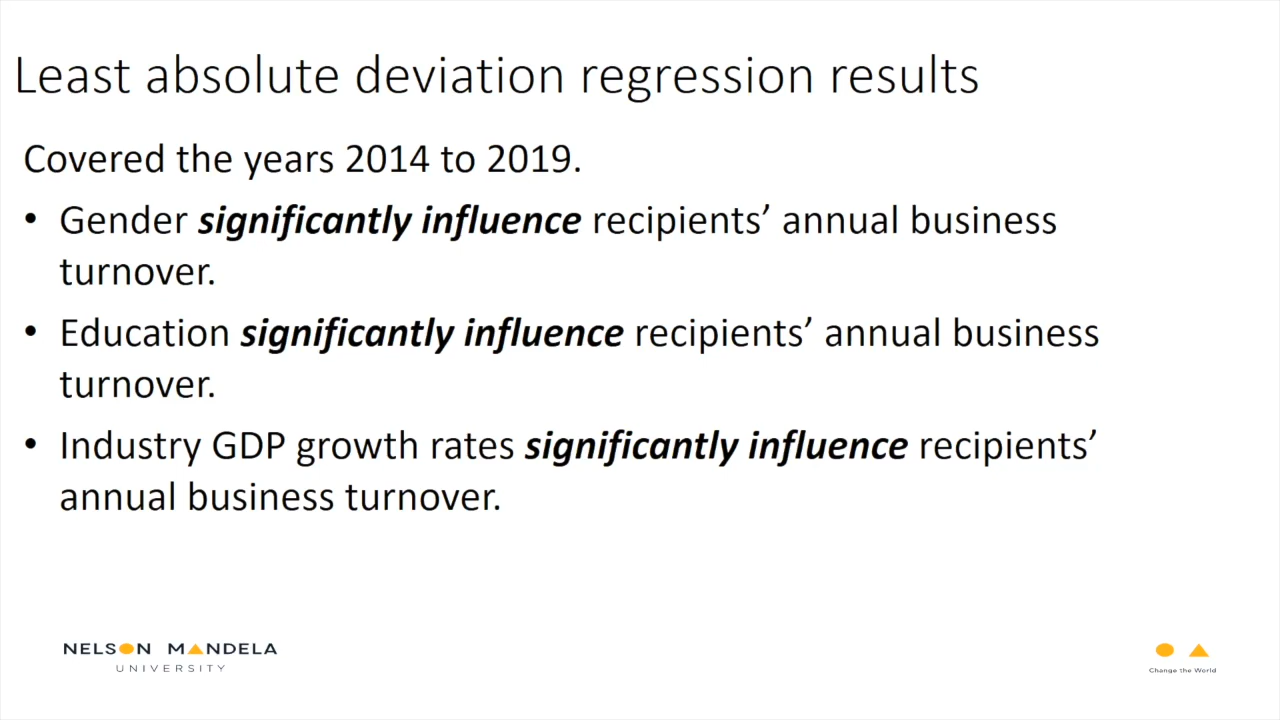 Least absolute deviation regression results
Covered the years 2014 to 2019.
• Gender significantly influence recipients’ annual business
turnover.
• Education significantly influence recipients’ annual business
turnover.
• Industry GDP growth rates significantly influence recipients’
annual business turnover.
NELSON MANDELA
UNIVERSITY
Change the World